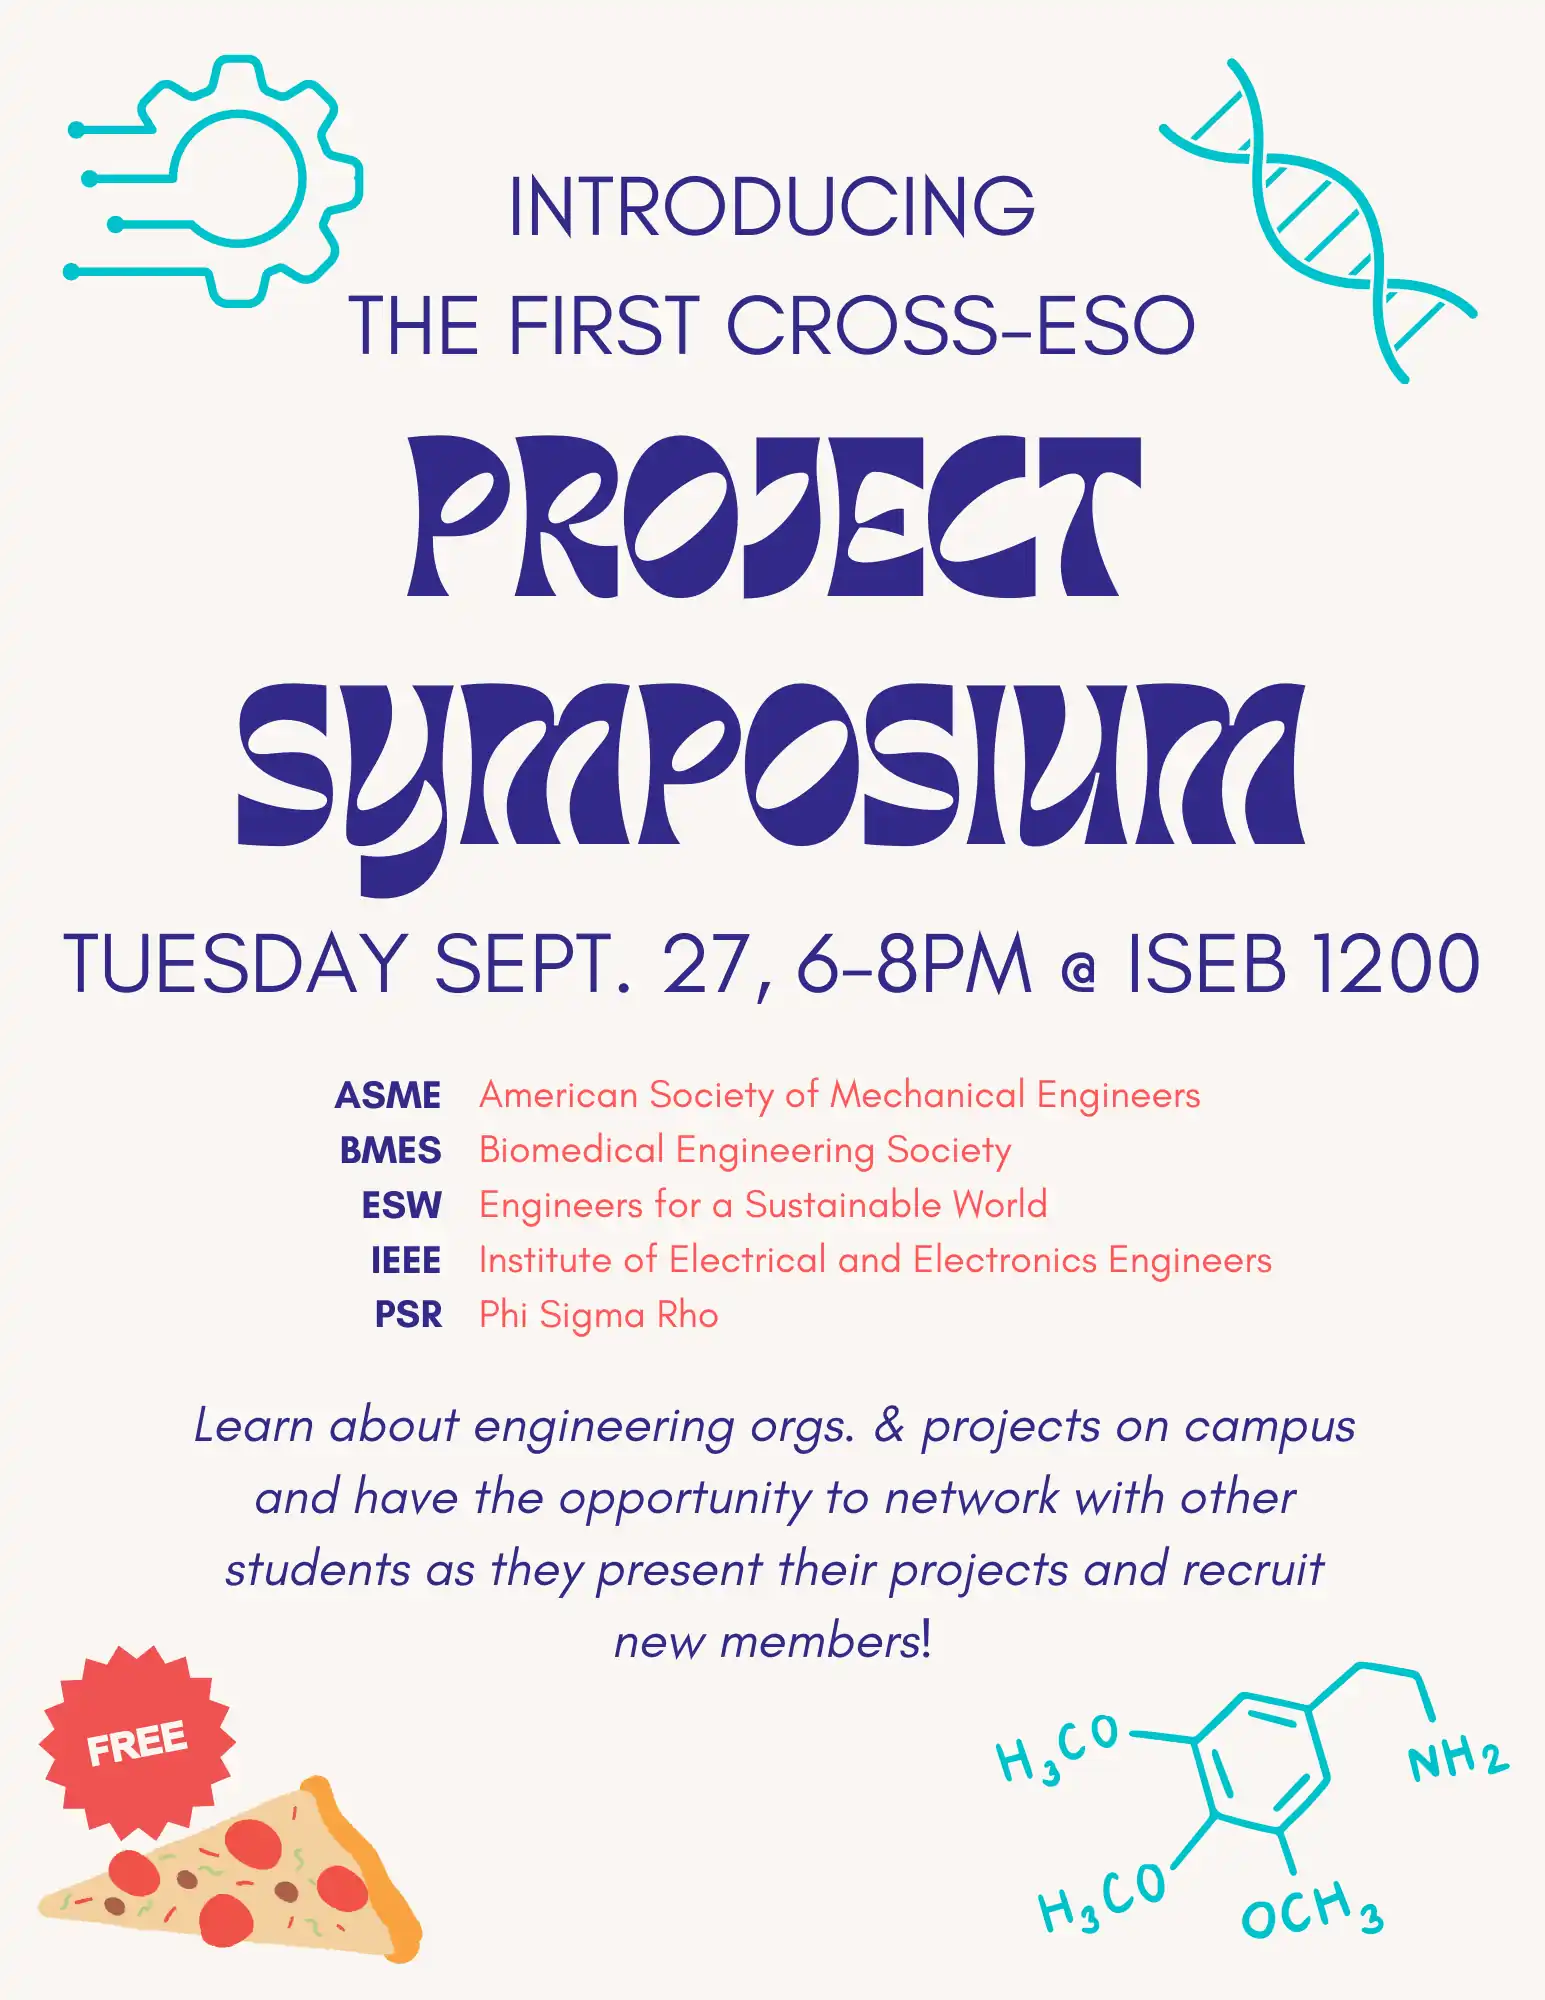 INTRODUCING
THE FIRST CROSS-ESO
PROJECT
SYMPOSIUM
TUESDAY SEPT. 27, 6-8PM @ ISEB 1200
ASME American Society of Mechanical Engineers
BMES Biomedical Engineering Society
ESW Engineers for a Sustainable World
IEEE Institute of Electrical and Electronics Engineers
PSR Phi Sigma Rho
Learn about engineering orgs. & projects on campus
and have the opportunity to network with other
students as they present their projects and recruit
new members!
FREE
H3CO
NH2
H3CO
OCH3